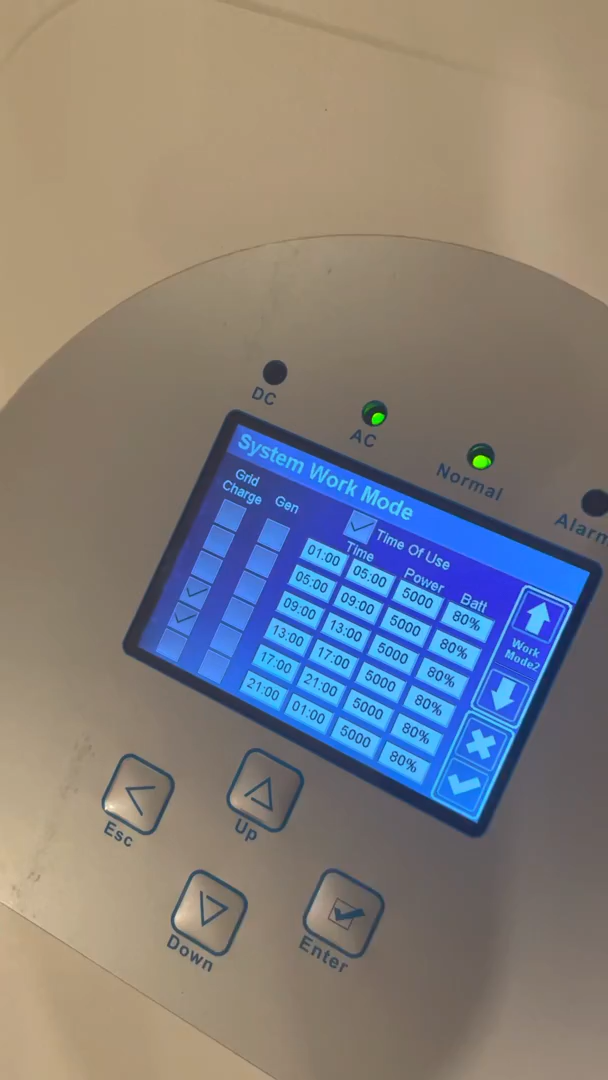 DC
AC
Normal
Alarm
System Work Mode
Grid Charge
Gen
Time Of Use
Time
Power
Batt
01:00 05:00 5000 80%
05:00 09:00 5000 80%
09:00 13:00 5000 80%
13:00 17:00 5000 80%
17:00 21:00 5000 80%
21:00 01:00 5000 80%
Work
Mode2
Esc
Up
Down
Enter